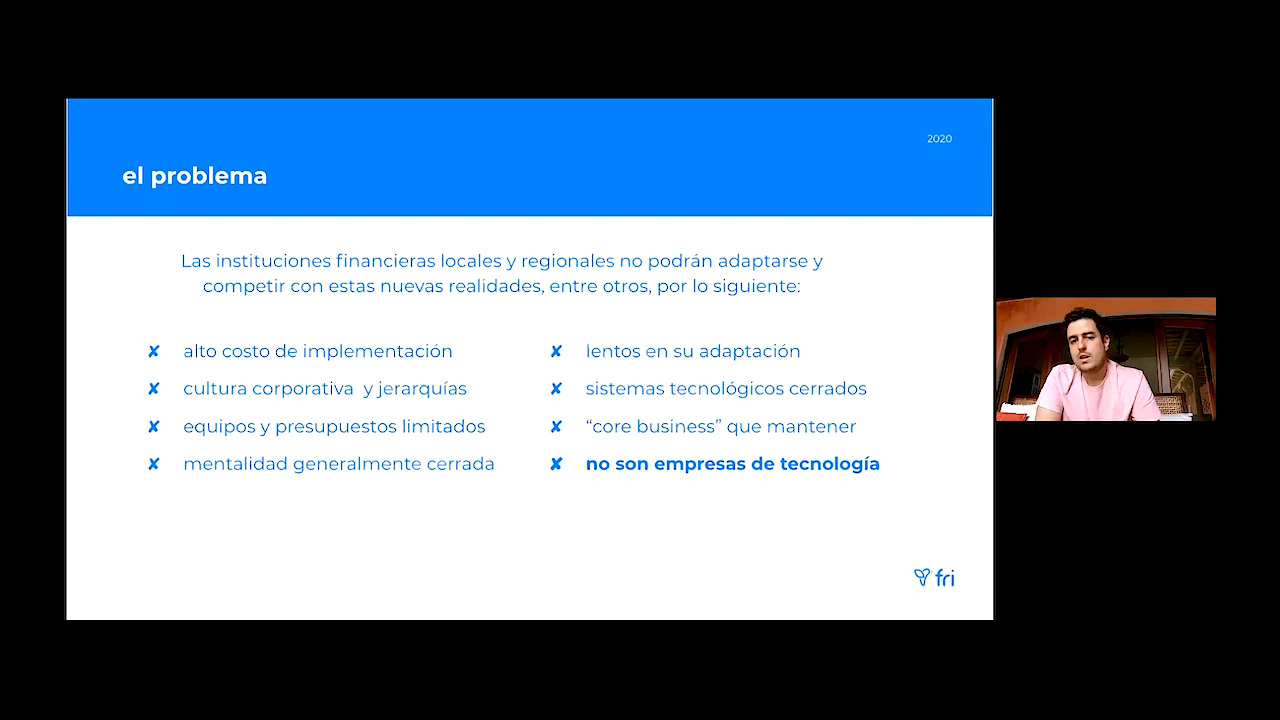 2020
el problema
Las instituciones financieras locales y regionales no podrán adaptarse y
competir con estas nuevas realidades, entre otros, por lo siguiente:
✘ alto costo de implementación
✘ cultura corporativa y jerarquías
✘ equipos y presupuestos limitados
✘ mentalidad generalmente cerrada
✘ lentos en su adaptación
✘ sistemas tecnológicos cerrados
✘ “core business” que mantener
✘ no son empresas de tecnología
fri